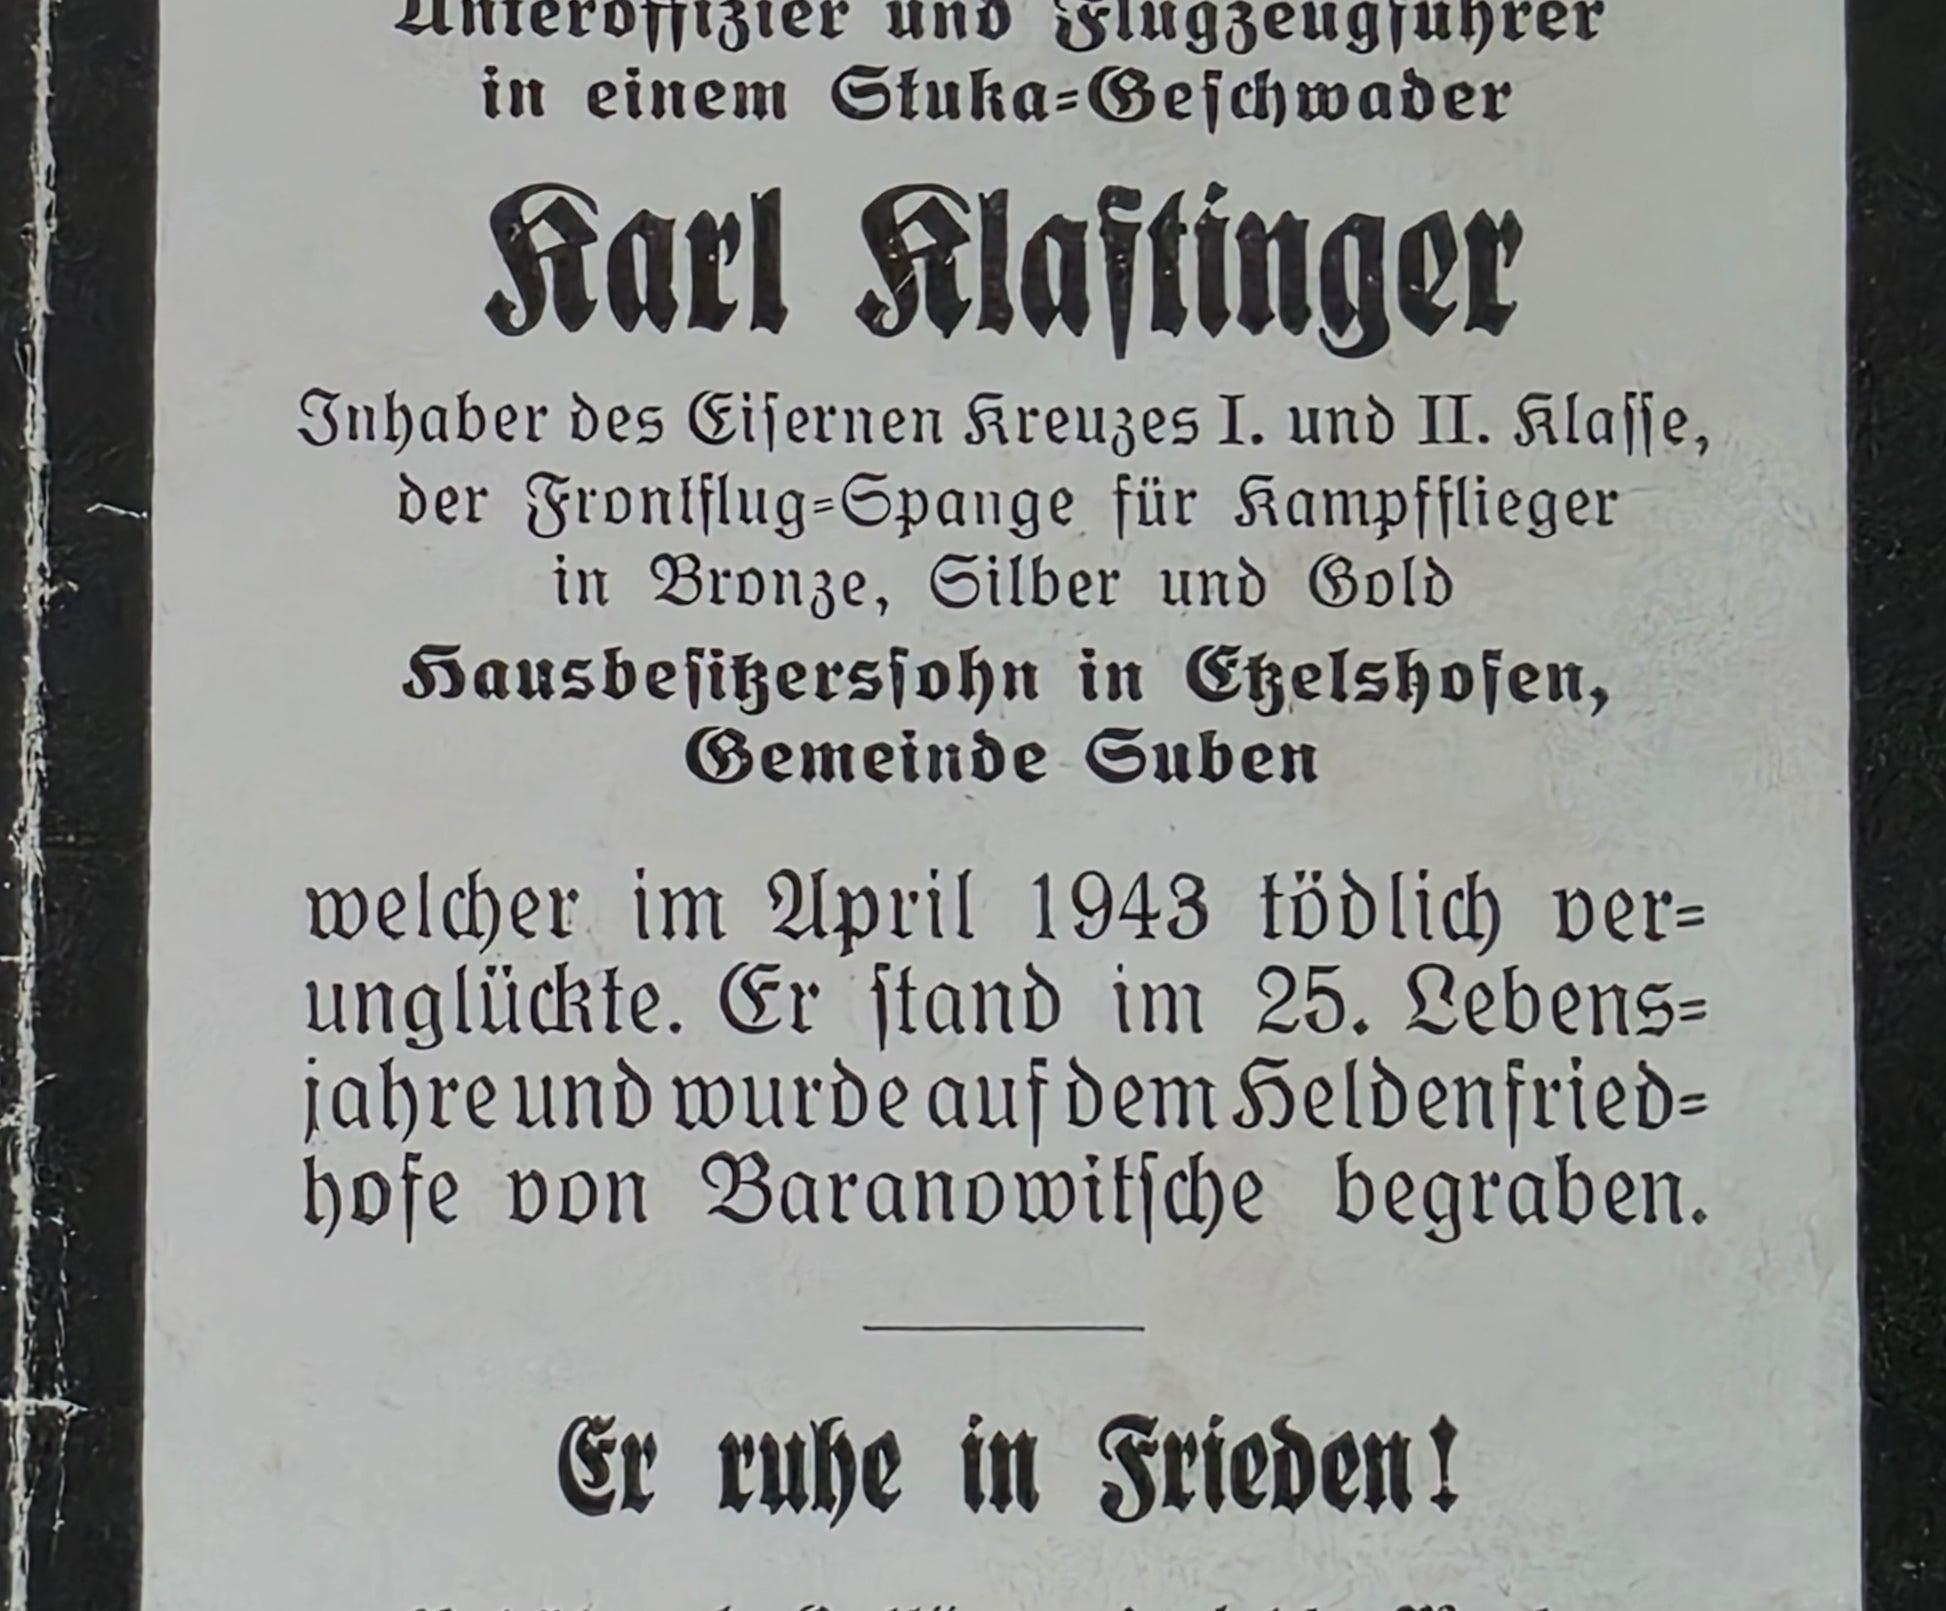 Unteroffizier und Flugzeugführer
in einem Stuka-Geschwader
Karl Klastinger
Inhaber des Eisernen Kreuzes I. und II. Klasse,
der Frontflug-Spange für Kampfflieger
in Bronze, Silber und Gold
Hausbesitzerssohn in Etzelshofen,
Gemeinde Suben
welcher im April 1943 tödlich ver-
unglückte. Er stand im 25. Lebens-
jahre und wurde auf dem Heldenfried-
hofe von Baranowitsche begraben.
Er ruhe in Frieden!